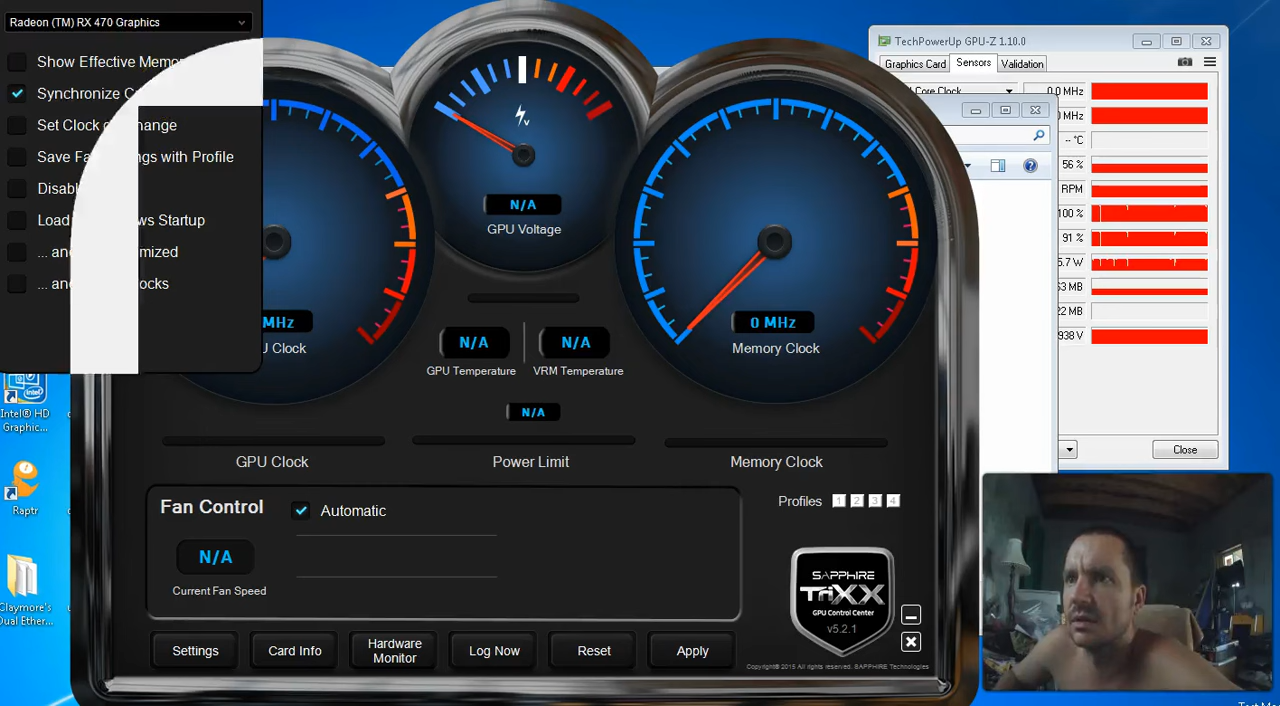 Radeon (TM) RX 470 Graphics
Show Effective Memo
Synchronize C
Set Clock o hange
Save Fa ngs with Profile
Disabl
Load ws Startup
... an imized
... an ocks
TechPowerUp GPU-Z 1.10.0
Graphics Card Sensors Validation
Core Clock 0.0 MHz
MHz
-- °C
56 %
RPM
100 %
91 %
5.7 W
53 MB
22 MB
938 V
Close
N/A
GPU Voltage
MHz
Clock
0 MHz
Memory Clock
N/A
N/A
GPU Temperature
VRM Temperature
N/A
GPU Clock
Power Limit
Memory Clock
Fan Control
Automatic
N/A
Current Fan Speed
Profiles 1 2 3 4
SAPPHIRE
TRIXX
GPU Control Center
v5.2.1
Settings
Card Info
Hardware
Monitor
Log Now
Reset
Apply
Copyright® 2015 All rights reserved. SAPPHIRE Technologies
Intel® HD
Graphic...
Raptr
Claymore's
Dual Ether...